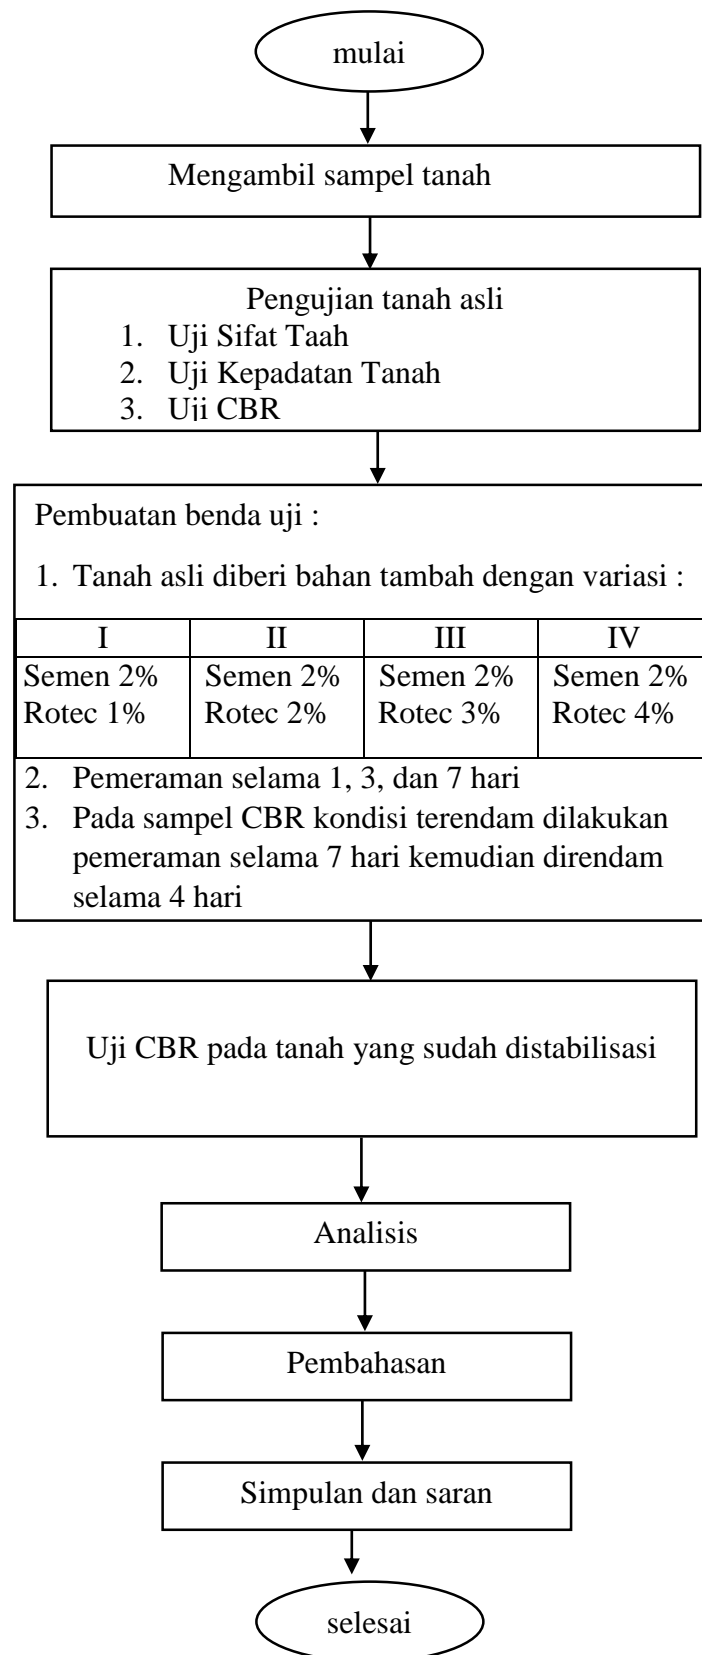 mulai
Mengambil sampel tanah
Pengujian tanah asli
1. Uji Sifat Taah
2. Uji Kepadatan Tanah
3. Uji CBR
Pembuatan benda uji :
1. Tanah asli diberi bahan tambah dengan variasi :
I II III IV
Semen 2% Semen 2% Semen 2% Semen 2%
Rotec 1% Rotec 2% Rotec 3% Rotec 4%
2. Pemeraman selama 1, 3, dan 7 hari
3. Pada sampel CBR kondisi terendam dilakukan
pemeraman selama 7 hari kemudian direndam
selama 4 hari
Uji CBR pada tanah yang sudah distabilisasi
Analisis
Pembahasan
Simpulan dan saran
selesai